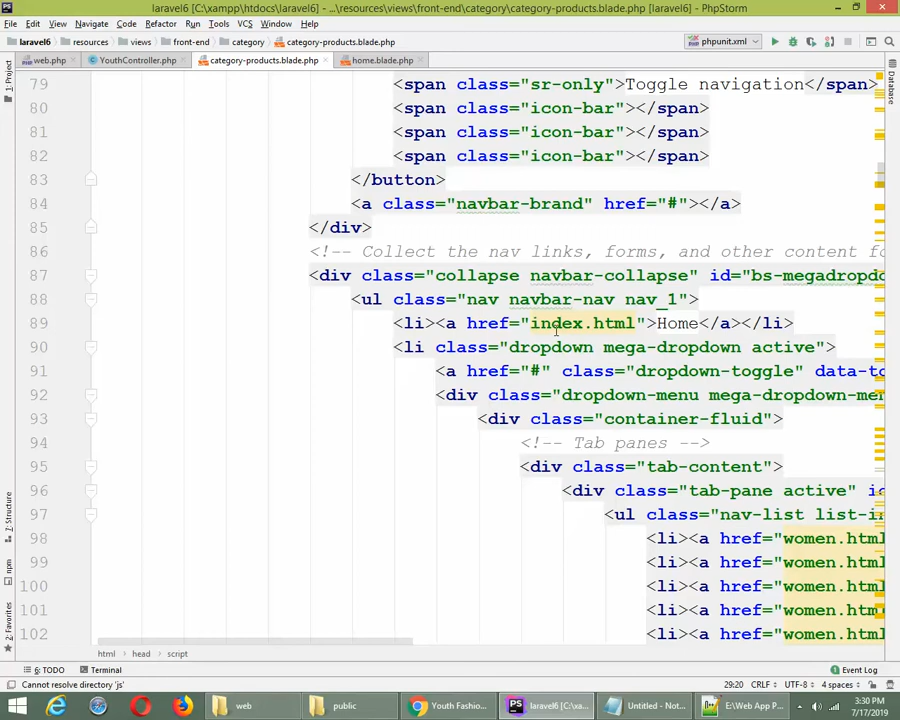 laravel6 [C:\xampp\htdocs\laravel6] - ...\resources\views\front-end\category\category-products.blade.php [laravel6] - PhpStorm
File Edit View Navigate Code Refactor Run Tools VCS Window Help
laravel6 resources views front-end category category-products.blade.php phpunit.xml
web.php YouthController.php category-products.blade.php home.blade.php
79 <span class="sr-only">Toggle navigation</span>
80 <span class="icon-bar"></span>
81 <span class="icon-bar"></span>
82 <span class="icon-bar"></span>
83 </button>
84 <a class="navbar-brand" href="#"></a>
85 </div>
86 <!-- Collect the nav links, forms, and other content fo
87 <div class="collapse navbar-collapse" id="bs-megadropdo
88 <ul class="nav navbar-nav nav_1">
89 <li><a href="index.html">Home</a></li>
90 <li class="dropdown mega-dropdown active">
91 <a href="#" class="dropdown-toggle" data-to
92 <div class="dropdown-menu mega-dropdown-me
93 <div class="container-fluid">
94 <!-- Tab panes -->
95 <div class="tab-content">
96 <div class="tab-pane active" id
97 <ul class="nav-list list-in
98 <li><a href="women.html
99 <li><a href="women.html
100 <li><a href="women.html
101 <li><a href="women.html
102 <li><a href="women.html
1: Project
7: Structure
npm
2: Favorites
Database
html head script
6: TODO Terminal Event Log
Cannot resolve directory 'js' 29:20 CRLF UTF-8 4 spaces
web public Youth Fashio... laravel6 [C:\xa... Untitled - Not... E:\Web App P...
3:30 PM
7/17/2019